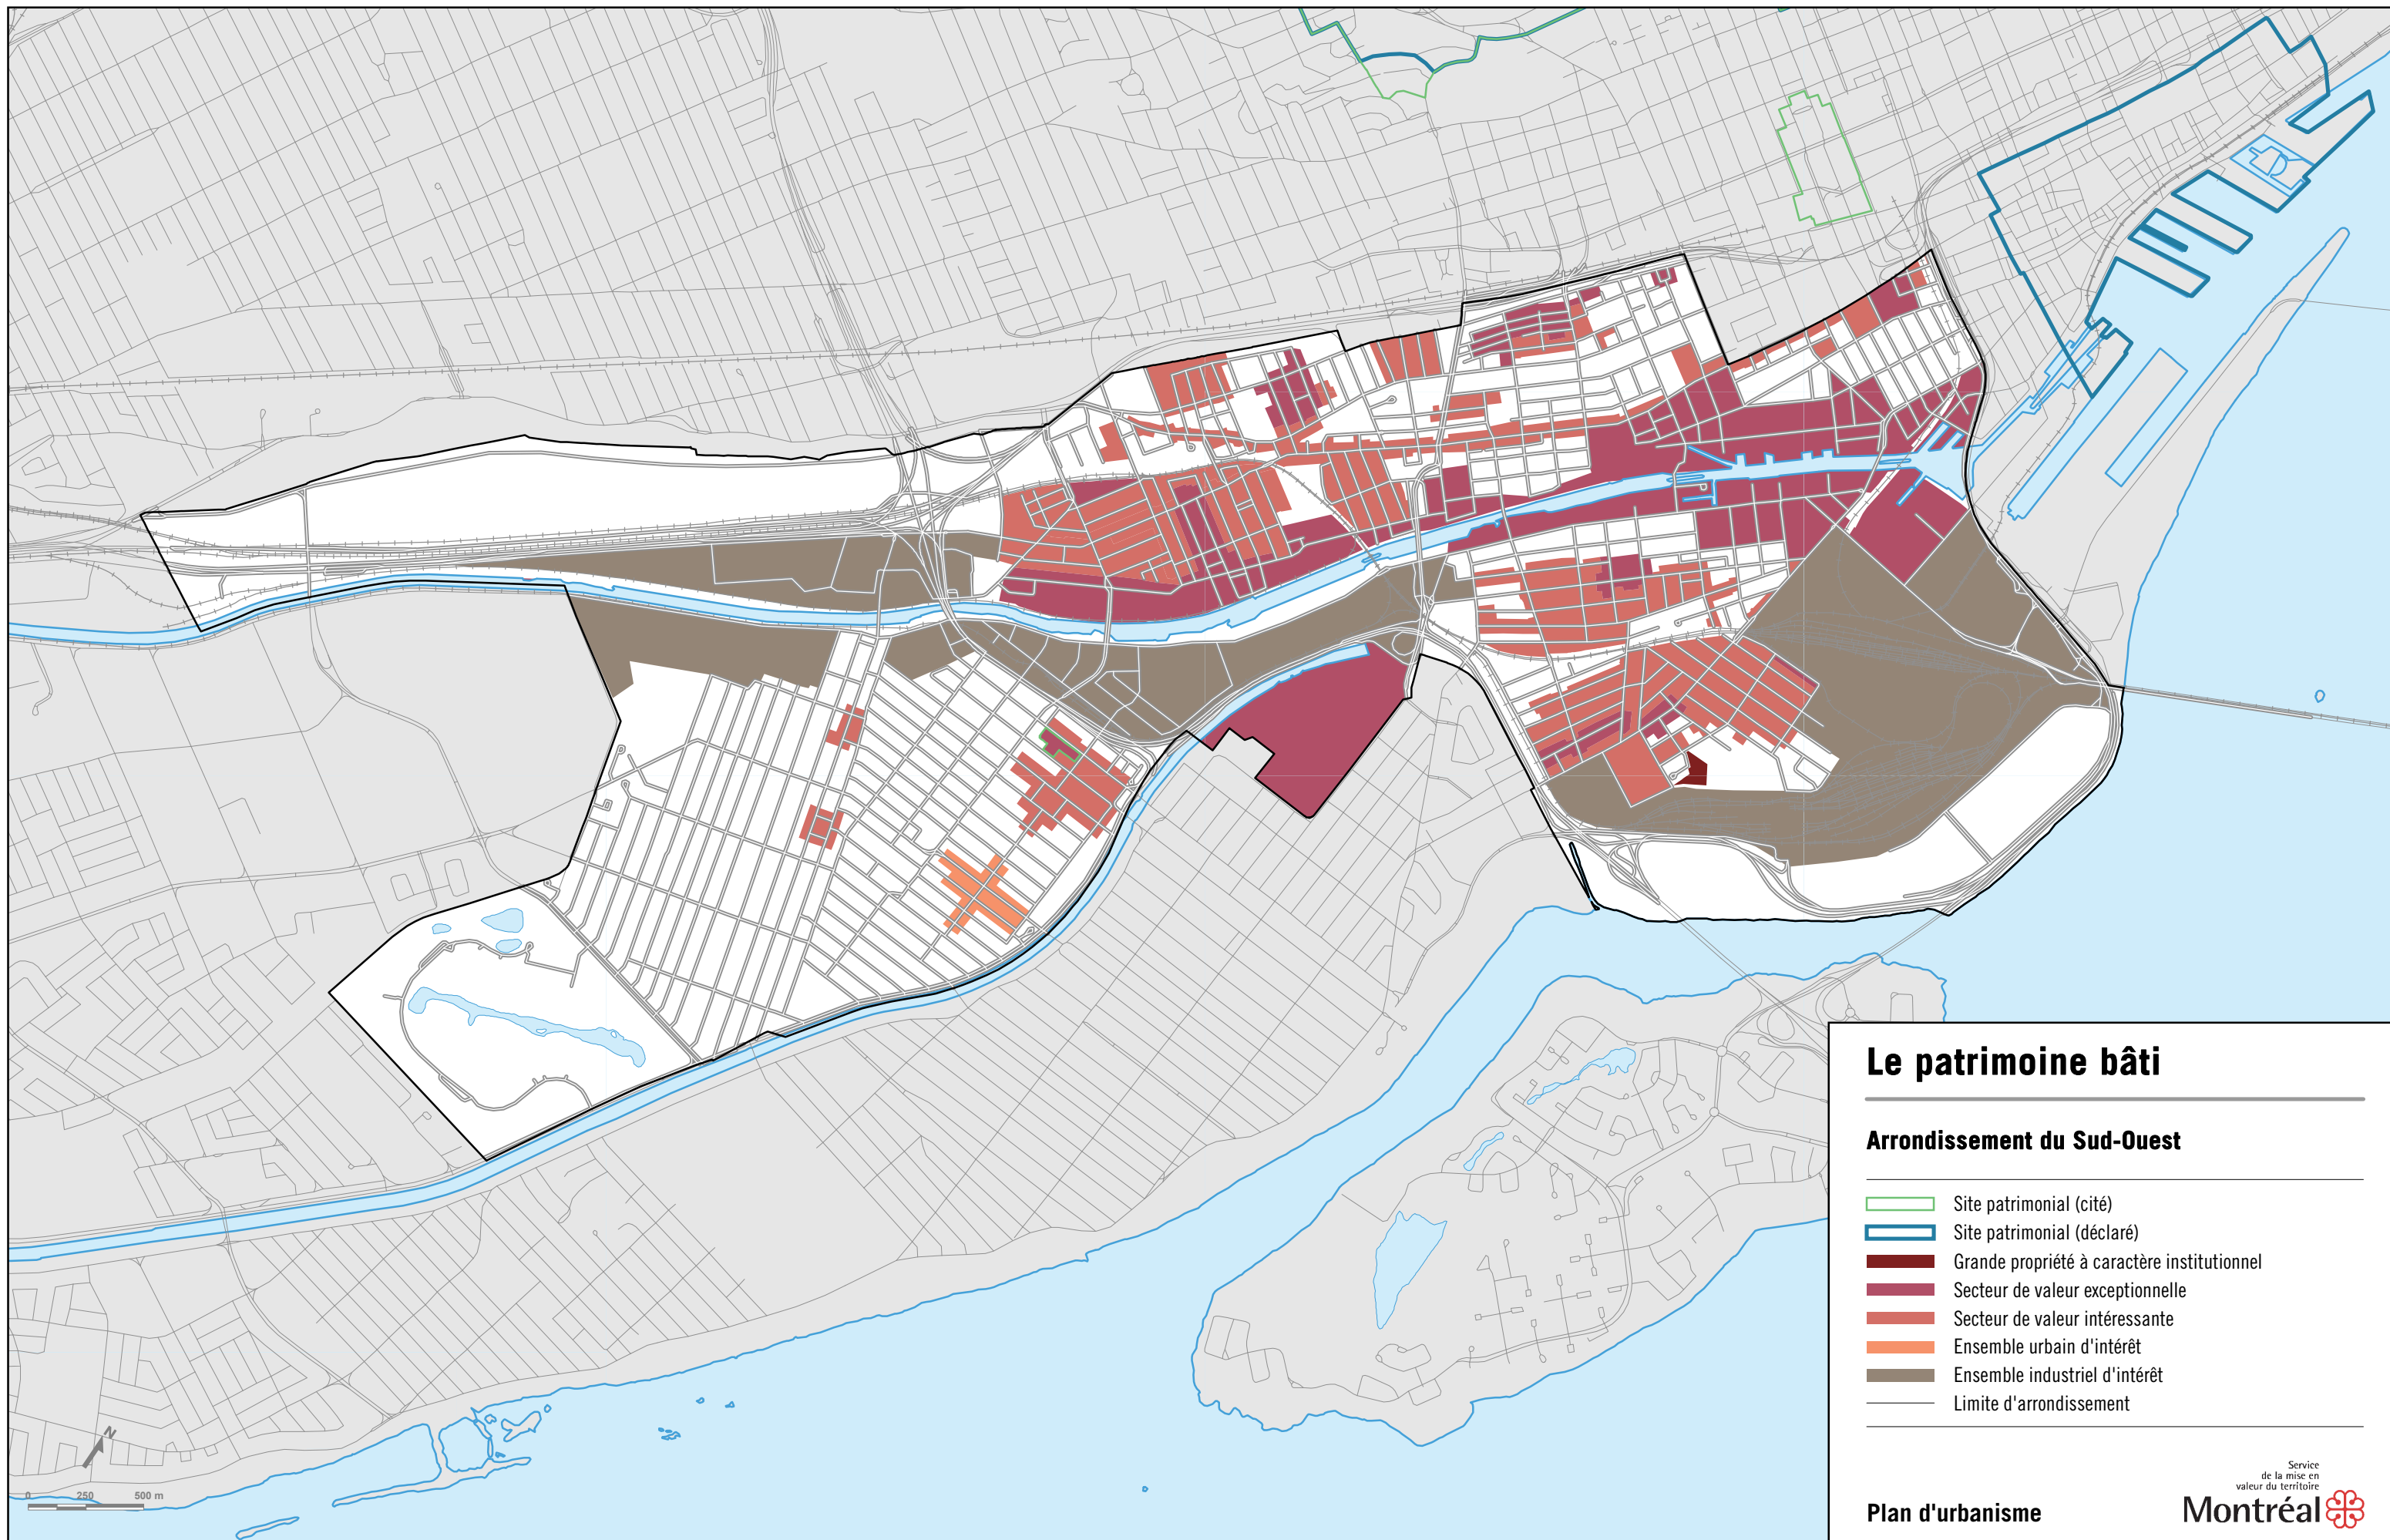 Le patrimoine bâti
Arrondissement du Sud-Ouest
Site patrimonial (cité)
Site patrimonial (déclaré)
Grande propriété à caractère institutionnel
Secteur de valeur exceptionnelle
Secteur de valeur intéressante
Ensemble urbain d'intérêt
Ensemble industriel d'intérêt
Limite d'arrondissement
N
0 250 500 m
Service
de la mise en
valeur du territoire
Plan d'urbanisme
Montréal